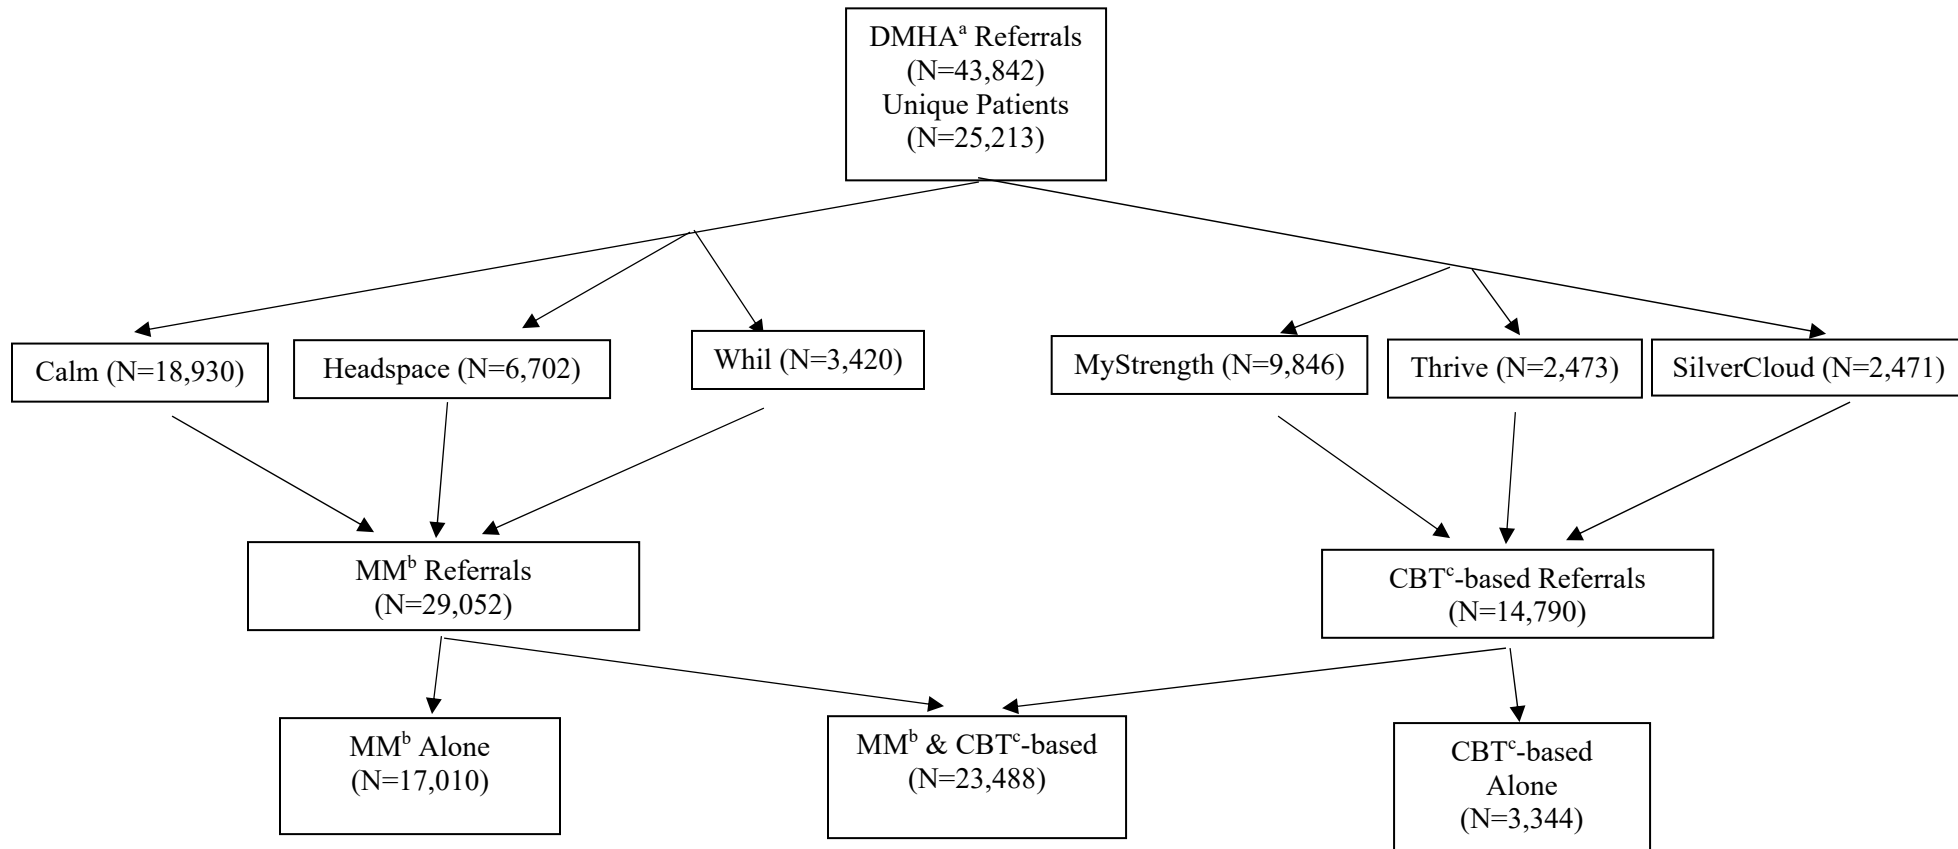 DMHAᵃ Referrals
(N=43,842)
Unique Patients
(N=25,213)
Calm (N=18,930)
Headspace (N=6,702)
Whil (N=3,420)
MyStrength (N=9,846)
Thrive (N=2,473)
SilverCloud (N=2,471)
MMᵇ Referrals
(N=29,052)
CBTᶜ-based Referrals
(N=14,790)
MMᵇ Alone
(N=17,010)
MMᵇ & CBTᶜ-based
(N=23,488)
CBTᶜ-based
Alone
(N=3,344)